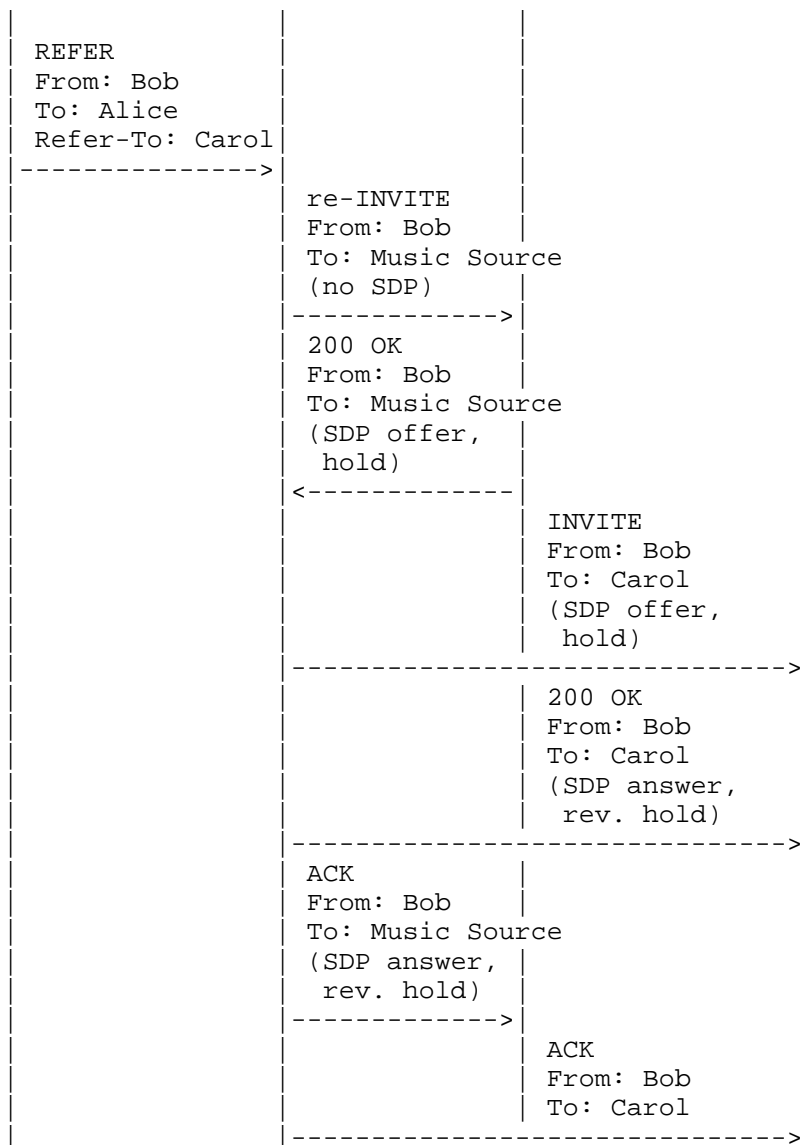 REFER
From: Bob
To: Alice
Refer-To: Carol
--------------->
re-INVITE
From: Bob
To: Music Source
(no SDP)
------------->
200 OK
From: Bob
To: Music Source
(SDP offer,
hold)
<-------------
INVITE
From: Bob
To: Carol
(SDP offer,
hold)
------------------------------->
200 OK
From: Bob
To: Carol
(SDP answer,
rev. hold)
------------------------------->
ACK
From: Bob
To: Music Source
(SDP answer,
rev. hold)
------------->
ACK
From: Bob
To: Carol
------------------------------->